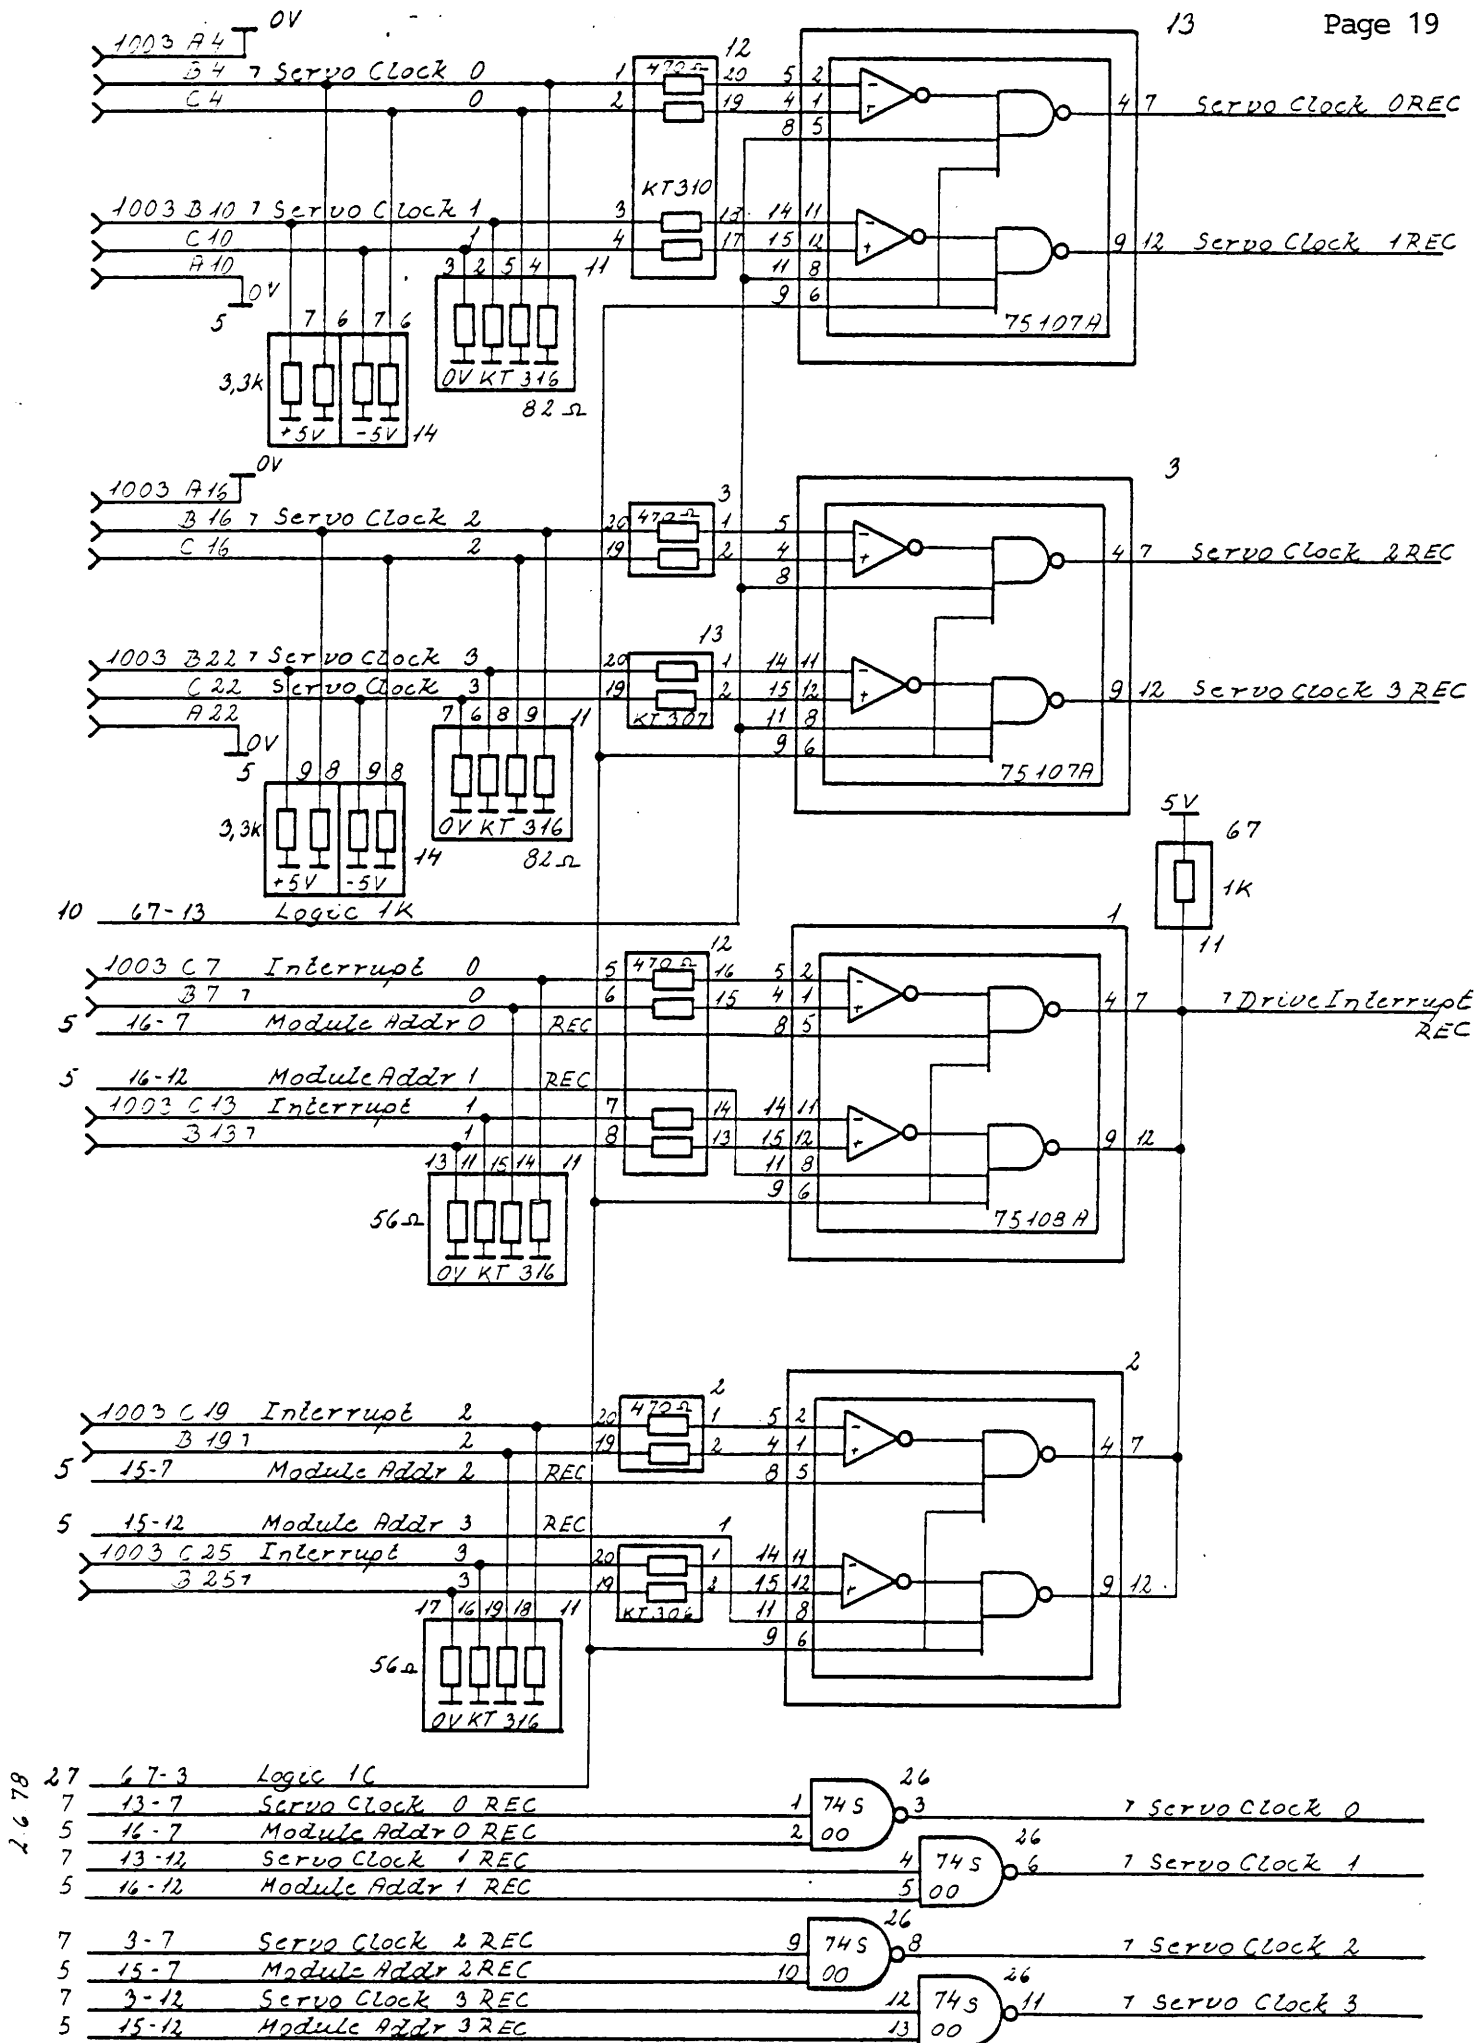 13 Page 19
0V
1003 A4
B4 ¬ Servo Clock 0
C4 0
12
470Ω
1 20 5 2
2 19 4 1
8 5
4 7 Servo Clock 0REC
KT310
1003 B10 ¬ Servo Clock 1
C10 1
A10
0V
3 13 14 11
4 17 15 12
11 8
9 6
9 12 Servo Clock 1REC
75107A
3 2 5 4 11
0V KT 316
82Ω
5 7 6 7 6
3,3K
+5V -5V 14
0V
1003 A16
B16 ¬ Servo Clock 2
C16 2
3
3
470Ω
20 1 5
19 2 4
8
4 7 Servo Clock 2REC
13
1003 B22 ¬ Servo Clock 3
C22 Servo Clock 3
A22
0V
20 1 14 11
19 2 15 12
KT307
11 8
9 6
9 12 Servo Clock 3REC
75107A
7 6 8 9 11
0V KT 316
82Ω
5 9 8 9 8
3,3K
+5V -5V 14
5V
67
1K
11
10 67-13 Logic 1K
1
12
470Ω
1003 C7 Interrupt 0
B7 ¬ 0
5 16-7 Module Addr 0 REC
5 16 5 2
6 15 4 1
8 5
4 7 ¬DriveInterrupt
REC
5 16-12 Module Addr 1 REC
1003 C13 Interrupt 1
B13¬ 1
7 14 14 11
8 13 15 12
11 8
9 6
9 12
75108A
13 11 15 14 11
56Ω
0V KT 316
2
2
470Ω
1003 C19 Interrupt 2
B19¬ 2
5 15-7 Module Addr 2 REC
20 1 5 2
19 2 4 1
8 5
4 7
5 15-12 Module Addr 3 REC 1
1003 C25 Interrupt 3
B25¬ 3
20 1 14 11
19 2 15 12
KT306
11 8
9 6
9 12
17 16 19 18 11
56Ω
0V KT 316
2.6 78
27 67-3 Logic 1C
7 13-7 Servo Clock 0 REC 1 74S 00 26 3 ¬ Servo Clock 0
5 16-7 Module Addr 0 REC 2
7 13-12 Servo Clock 1 REC 4 74S 00 26 6 ¬ Servo Clock 1
5 16-12 Module Addr 1 REC 5
7 3-7 Servo Clock 2 REC 9 74S 00 26 8 ¬ Servo Clock 2
5 15-7 Module Addr 2REC 10
7 3-12 Servo Clock 3 REC 12 74S 00 26 11 ¬ Servo Clock 3
5 15-12 Module Addr 3REC 13